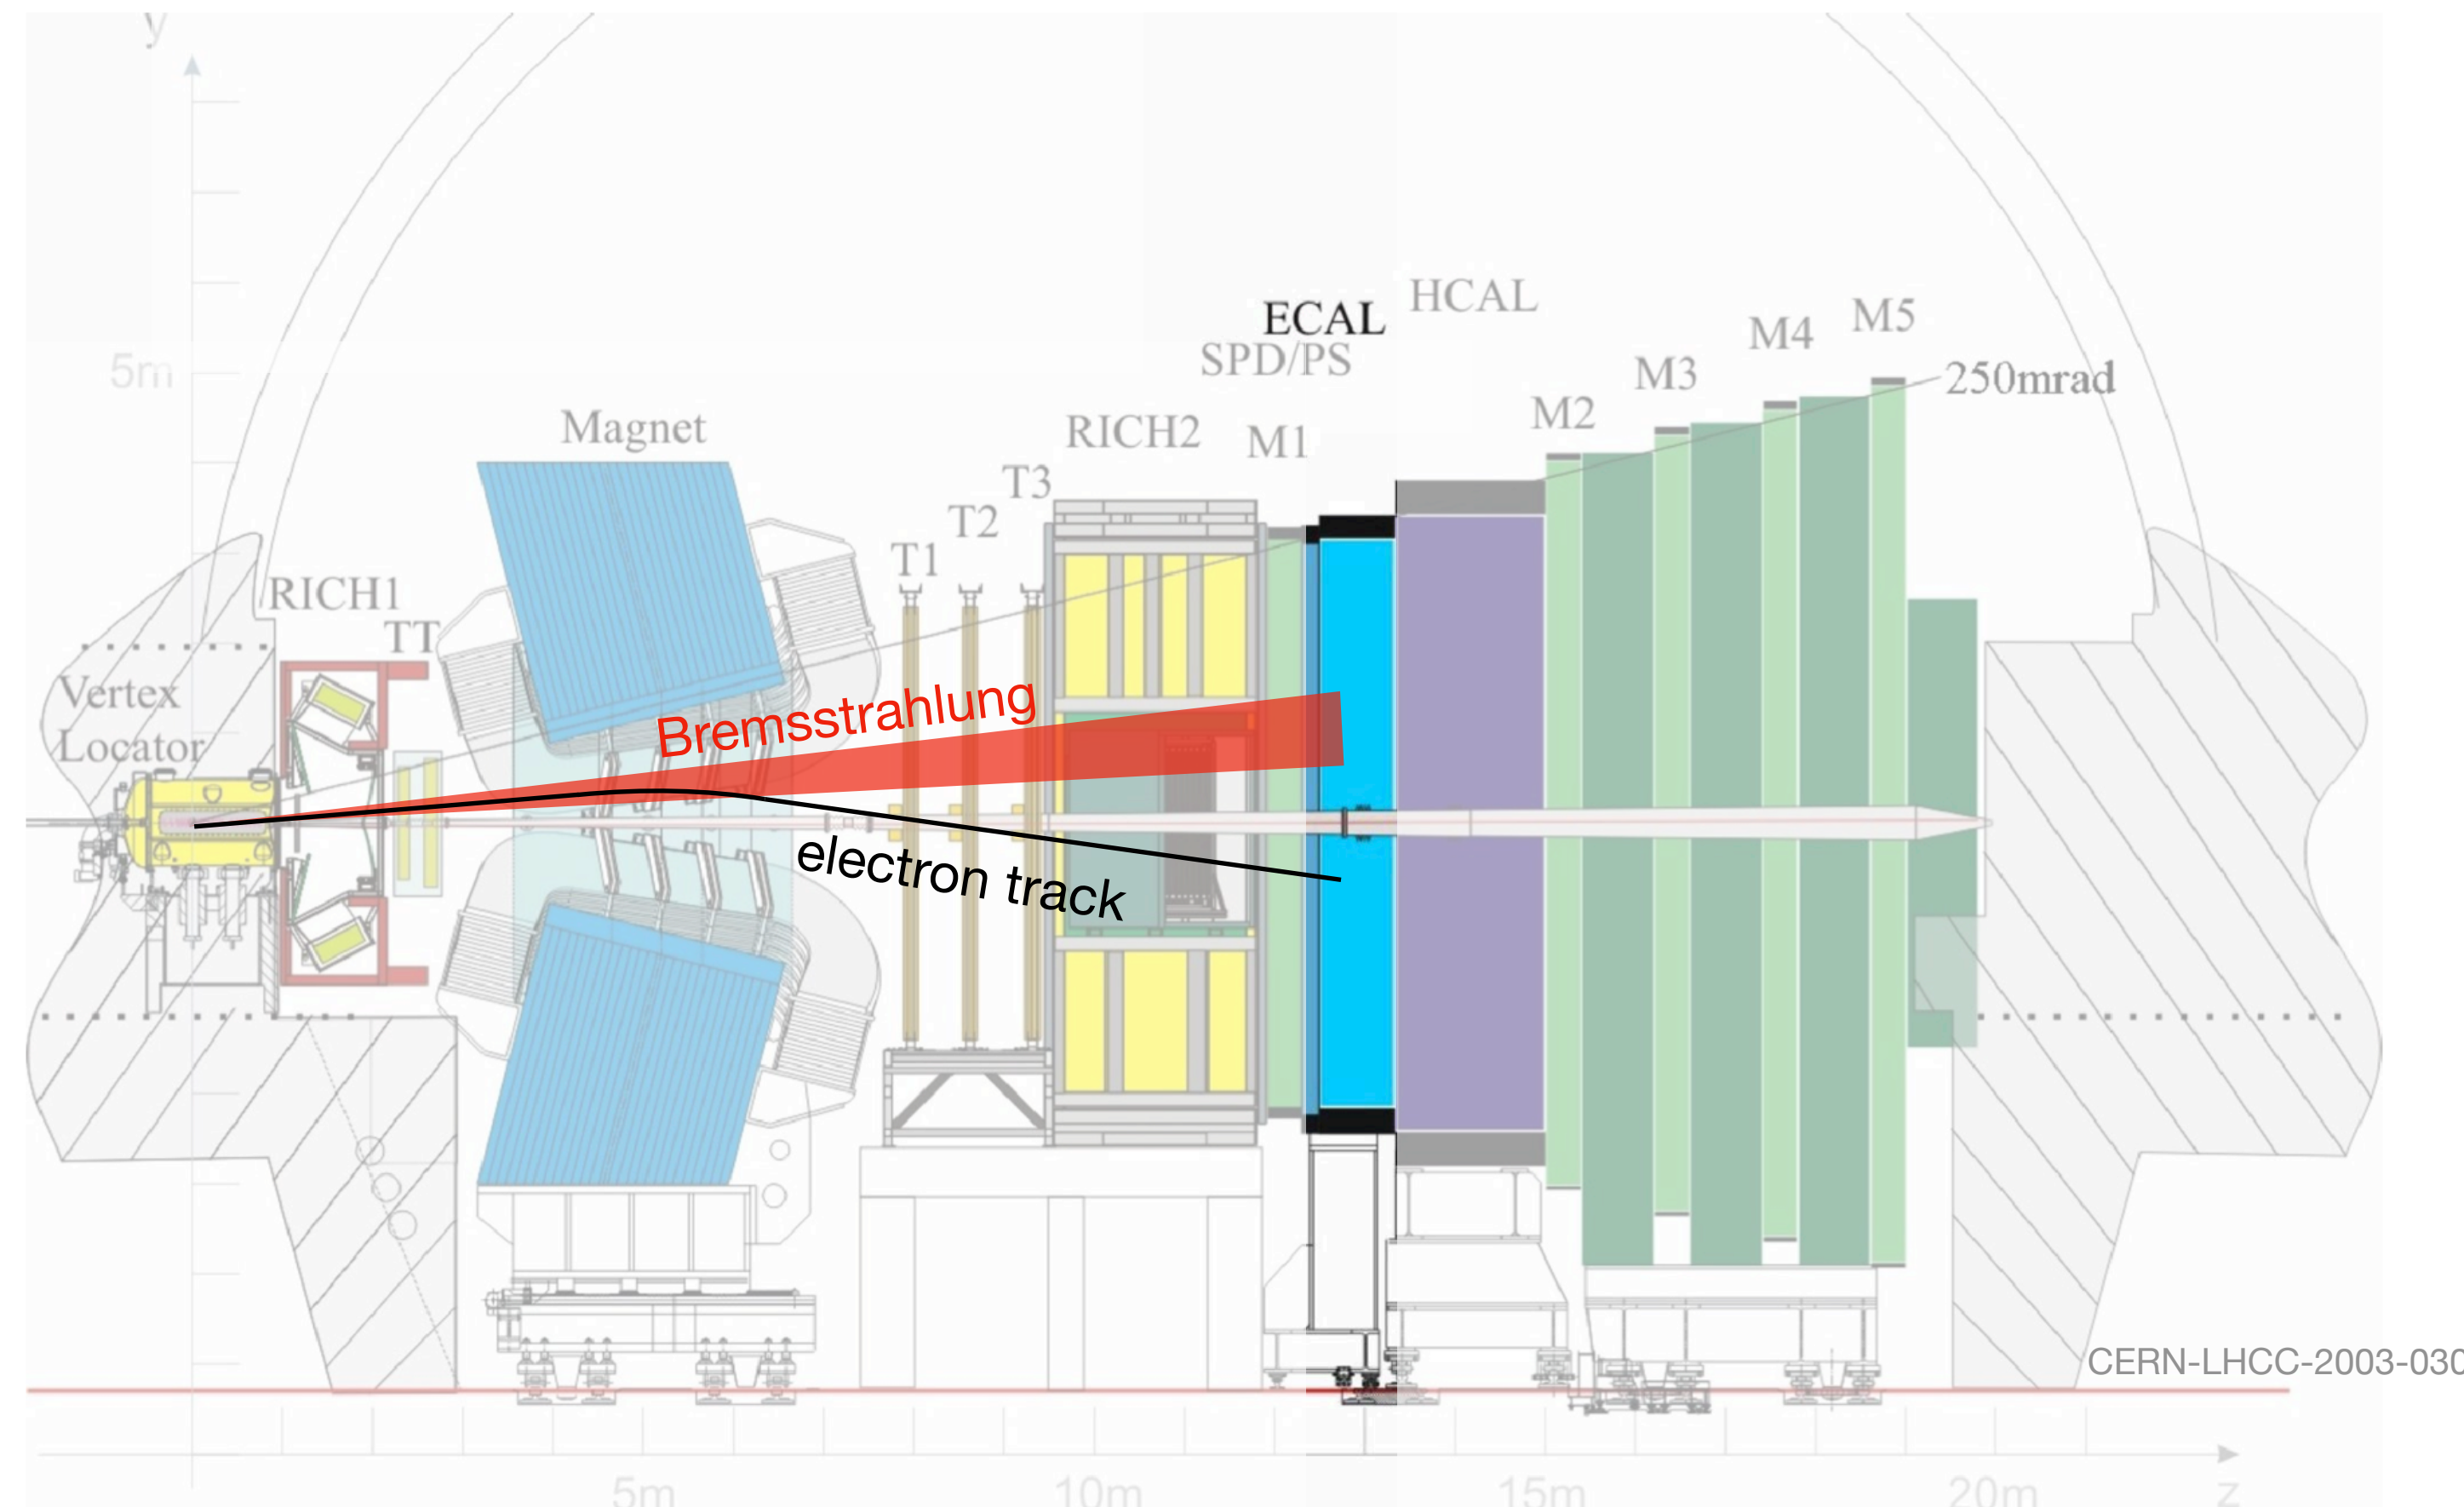 y
5m
ECAL
HCAL
SPD/PS
M5
M4
M3
250mrad
M2
Magnet
RICH2
M1
T3
T2
T1
RICH1
TT
Vertex
Locator
Bremsstrahlung
electron track
CERN-LHCC-2003-030
5m
10m
15m
20m
z